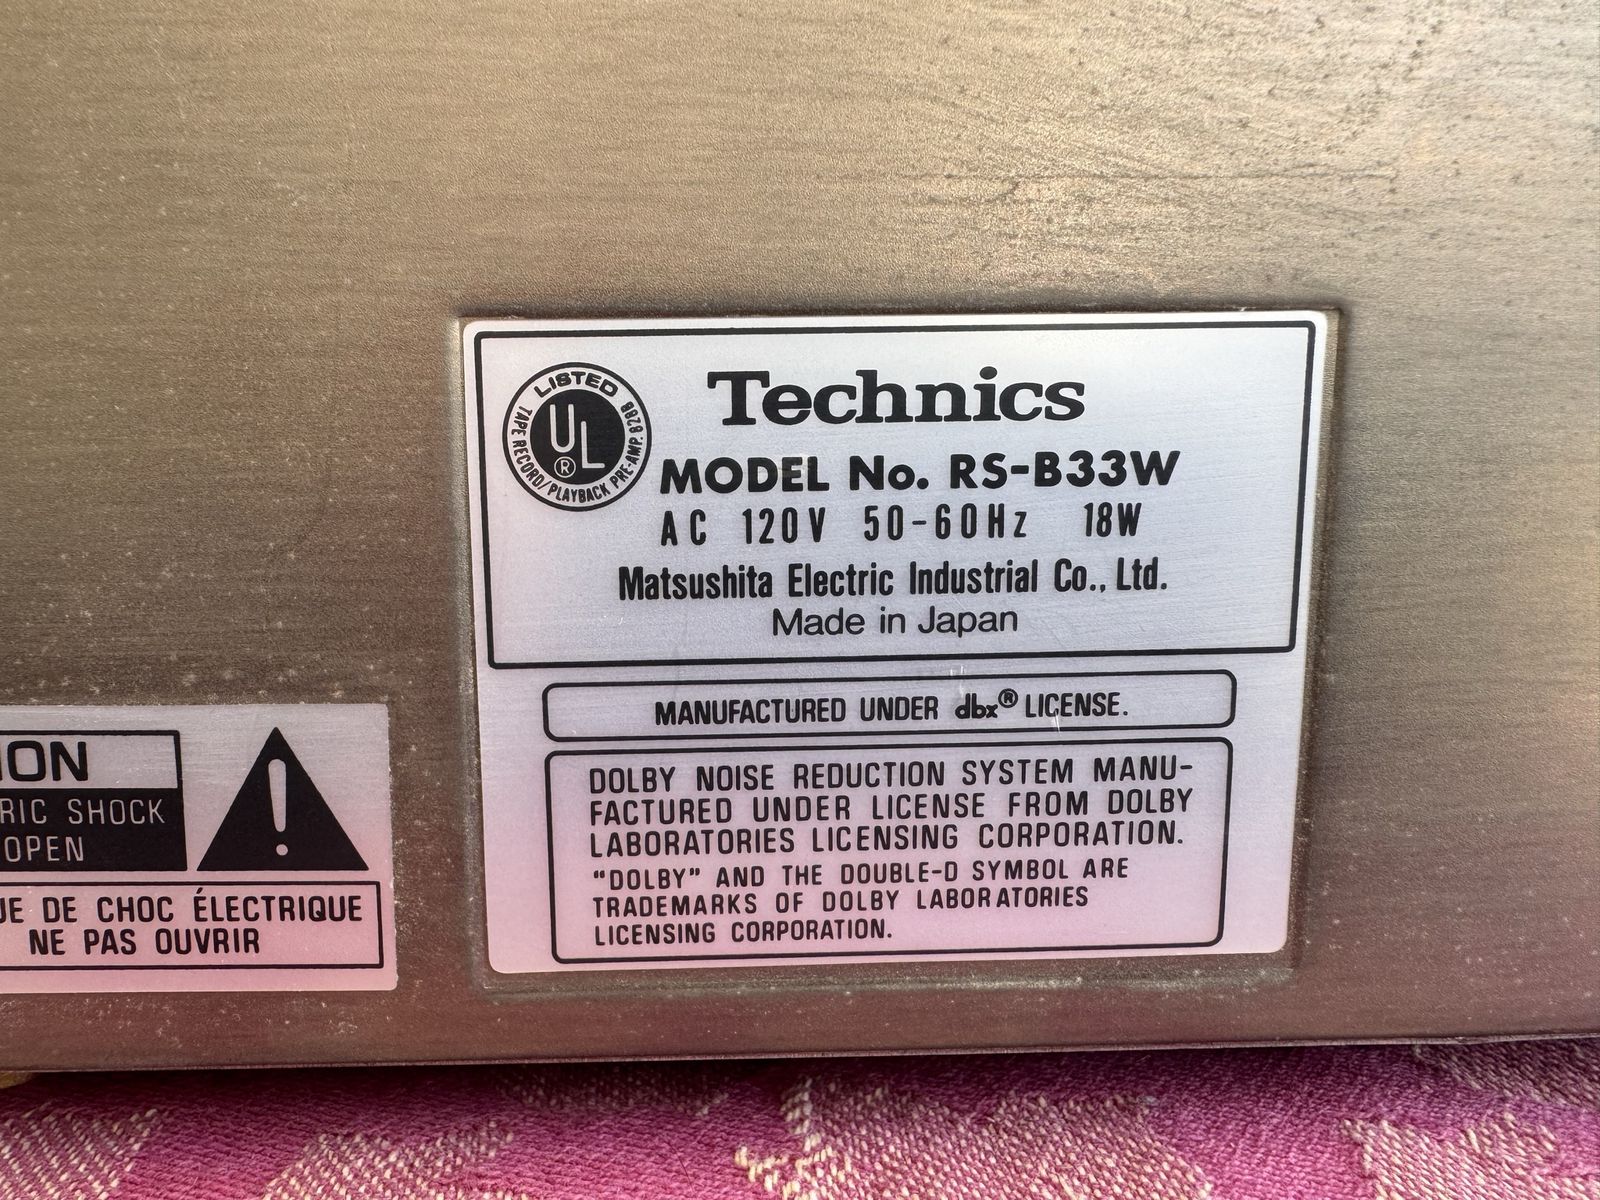 LISTED
UL®
TAPE RECORD/PLAYBACK PRE-AMP. 828B
Technics
MODEL No. RS-B33W
AC 120V 50-60Hz 18W
Matsushita Electric Industrial Co., Ltd.
Made in Japan
MANUFACTURED UNDER dbx® LICENSE.
DOLBY NOISE REDUCTION SYSTEM MANU-
FACTURED UNDER LICENSE FROM DOLBY
LABORATORIES LICENSING CORPORATION.
"DOLBY" AND THE DOUBLE-D SYMBOL ARE
TRADEMARKS OF DOLBY LABORATORIES
LICENSING CORPORATION.
ION
RIC SHOCK
OPEN
!
UE DE CHOC ÉLECTRIQUE
NE PAS OUVRIR